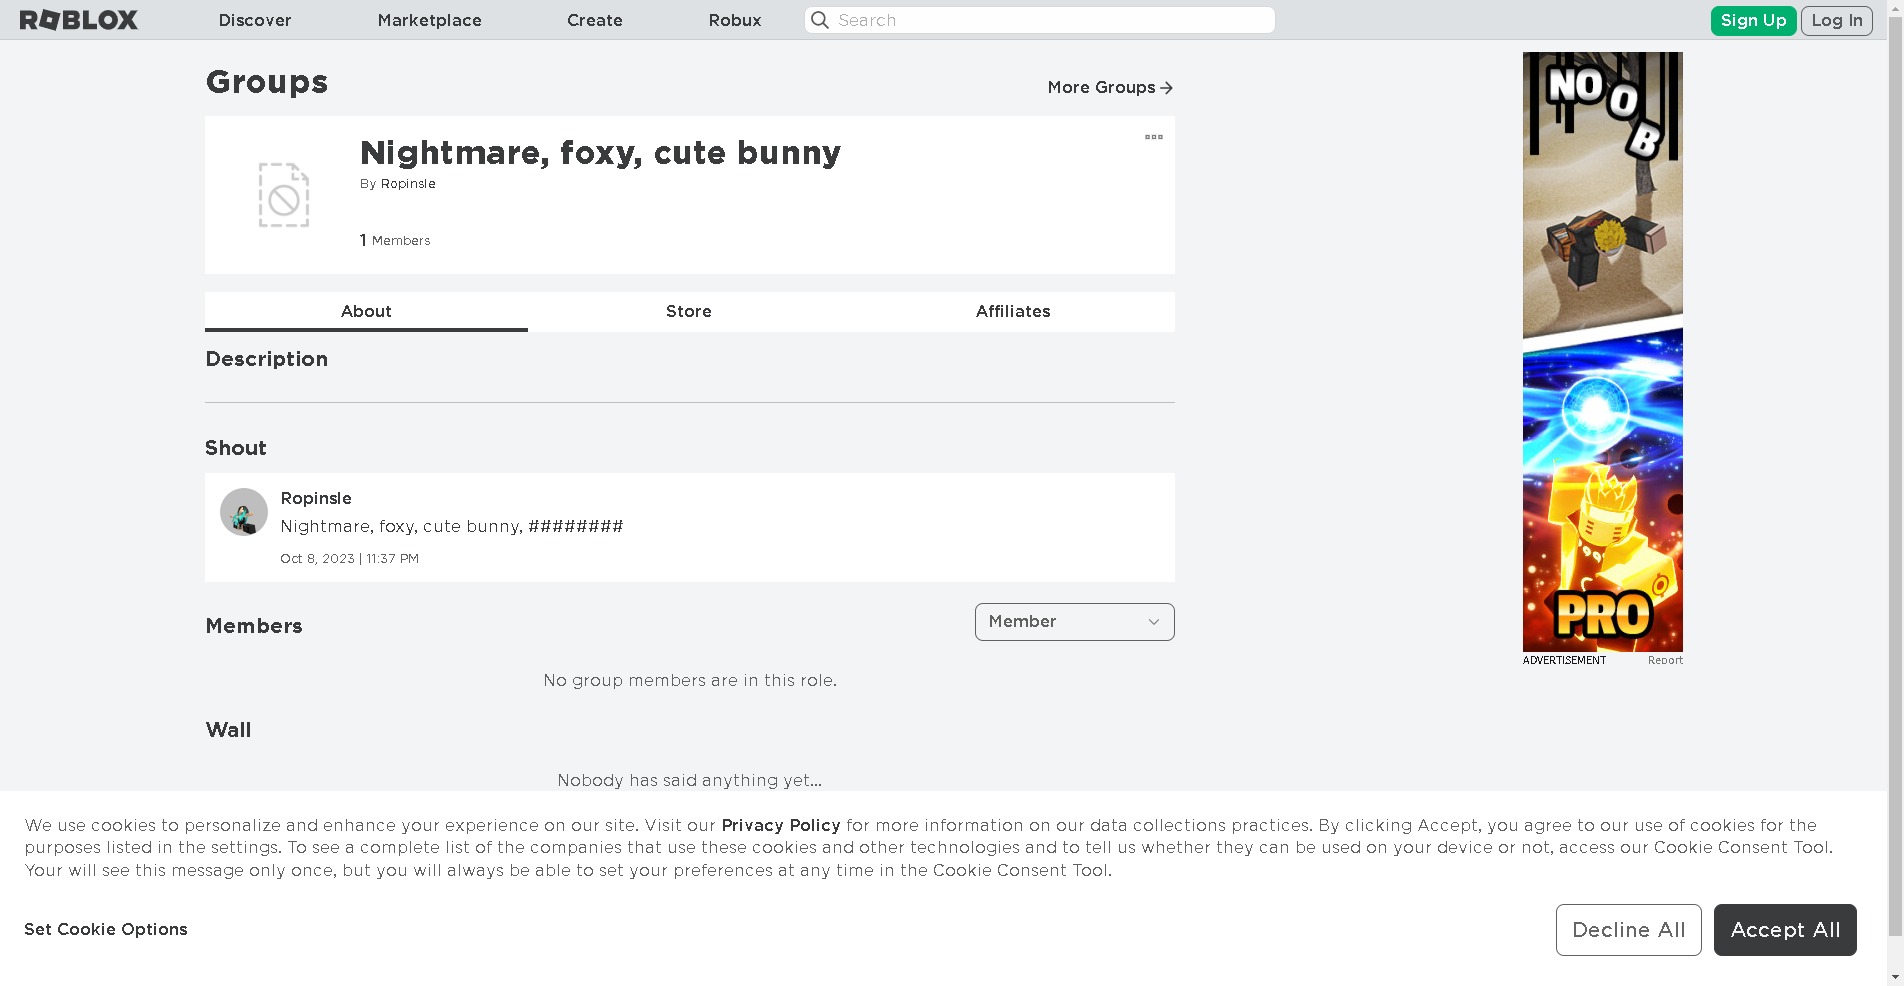 ROBLOX Discover Marketplace Create Robux Search Sign Up Log In
Groups
More Groups
Nightmare, foxy, cute bunny
By Ropinsle
1 Members
About Store Affiliates
Description
Shout
Ropinsle
Nightmare, foxy, cute bunny, ########
Oct 8, 2023 | 11:37 PM
Members
Member
No group members are in this role.
Wall
Nobody has said anything yet...
NOOB
PRO
ADVERTISEMENT Report
We use cookies to personalize and enhance your experience on our site. Visit our Privacy Policy for more information on our data collections practices. By clicking Accept, you agree to our use of cookies for the
purposes listed in the settings. To see a complete list of the companies that use these cookies and other technologies and to tell us whether they can be used on your device or not, access our Cookie Consent Tool.
Your will see this message only once, but you will always be able to set your preferences at any time in the Cookie Consent Tool.
Set Cookie Options
Decline All
Accept All